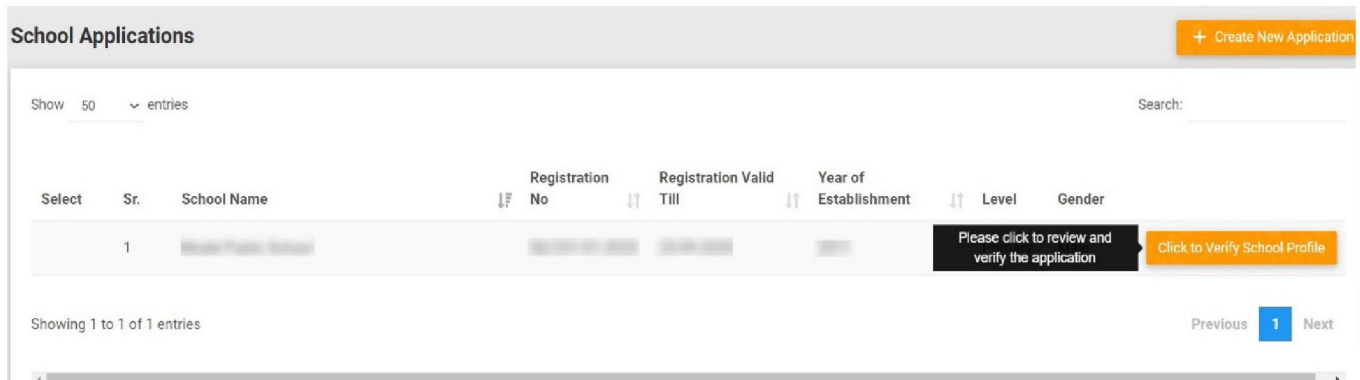 School Applications
+ Create New Application
Show 50 entries
Search:
Select Sr. School Name Registration No Registration Valid Till Year of Establishment Level Gender
1
Please click to review and
verify the application
Click to Verify School Profile
Showing 1 to 1 of 1 entries
Previous 1 Next